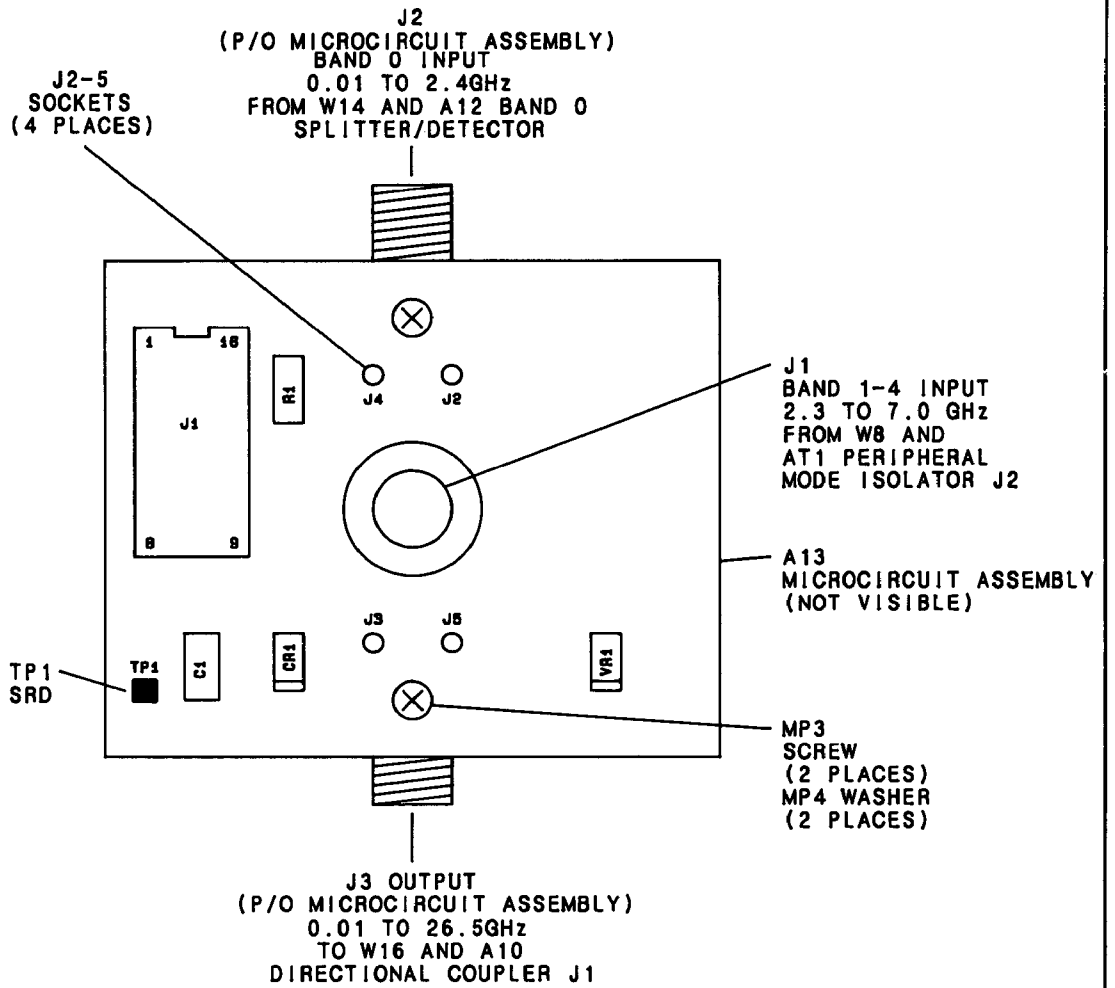 J2
(P/O MICROCIRCUIT ASSEMBLY)
BAND 0 INPUT
0.01 TO 2.4GHz
FROM W14 AND A12 BAND 0
SPLITTER/DETECTOR
J2-5
SOCKETS
(4 PLACES)
1 16
J1
8 9
R1
J4 J2
J1
BAND 1-4 INPUT
2.3 TO 7.0 GHz
FROM W8 AND
AT1 PERIPHERAL
MODE ISOLATOR J2
A13
MICROCIRCUIT ASSEMBLY
(NOT VISIBLE)
J3 J5
TP1
SRD
TP1
C1
CR1
VR1
MP3
SCREW
(2 PLACES)
MP4 WASHER
(2 PLACES)
J3 OUTPUT
(P/O MICROCIRCUIT ASSEMBLY)
0.01 TO 26.5GHz
TO W16 AND A10
DIRECTIONAL COUPLER J1